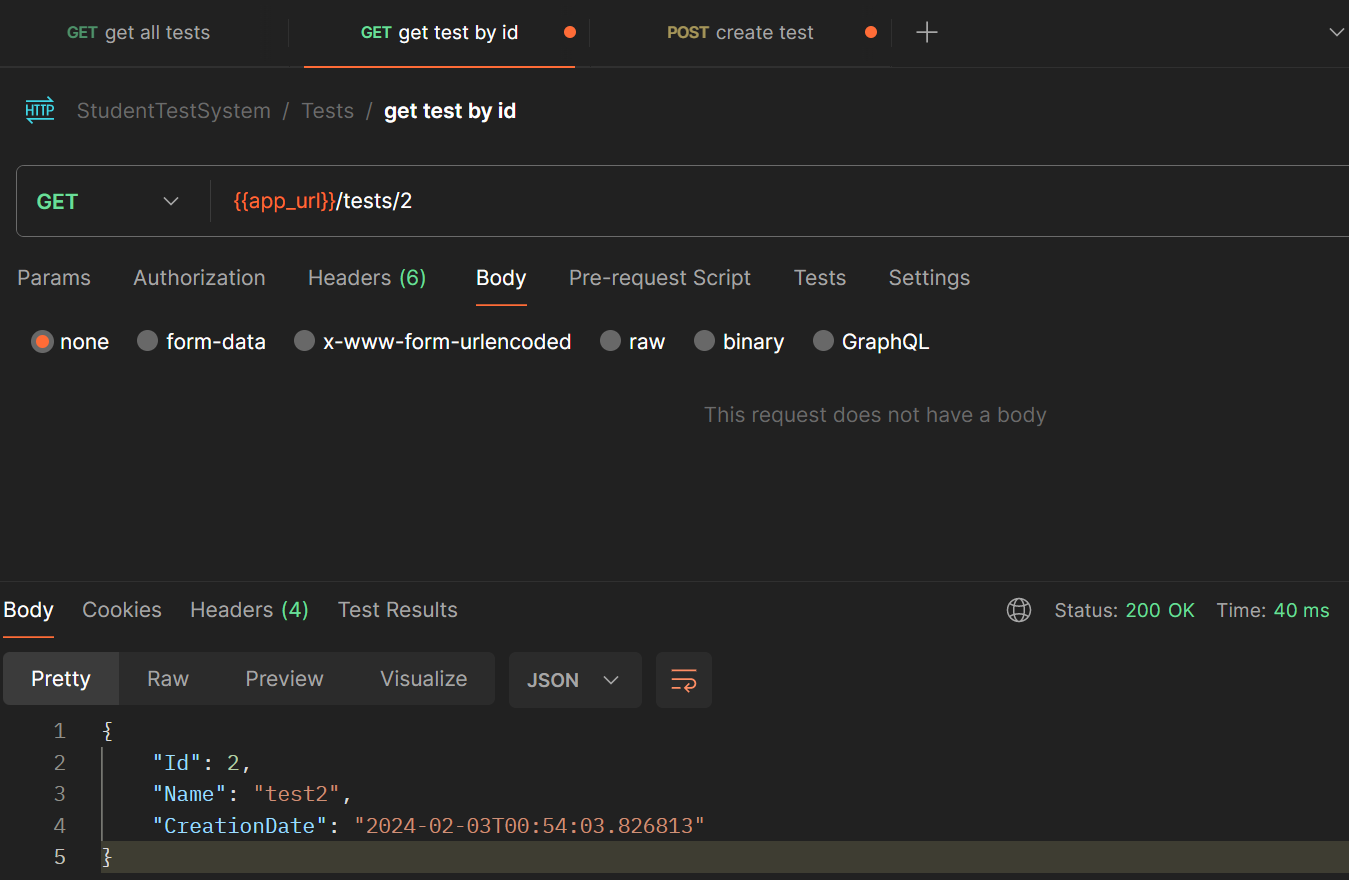 GET get all tests GET get test by id POST create test
HTTP StudentTestSystem / Tests / get test by id
GET {{app_url}}/tests/2
Params Authorization Headers (6) Body Pre-request Script Tests Settings
none form-data x-www-form-urlencoded raw binary GraphQL
This request does not have a body
Body Cookies Headers (4) Test Results Status: 200 OK Time: 40 ms
Pretty Raw Preview Visualize JSON
1 {
2 "Id": 2,
3 "Name": "test2",
4 "CreationDate": "2024-02-03T00:54:03.826813"
5 }